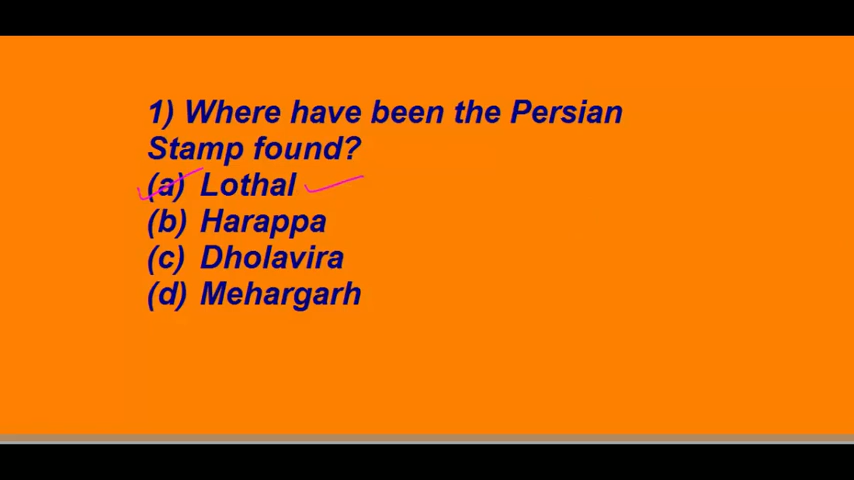 1) Where have been the Persian
Stamp found?
(a) Lothal
(b) Harappa
(c) Dholavira
(d) Mehargarh